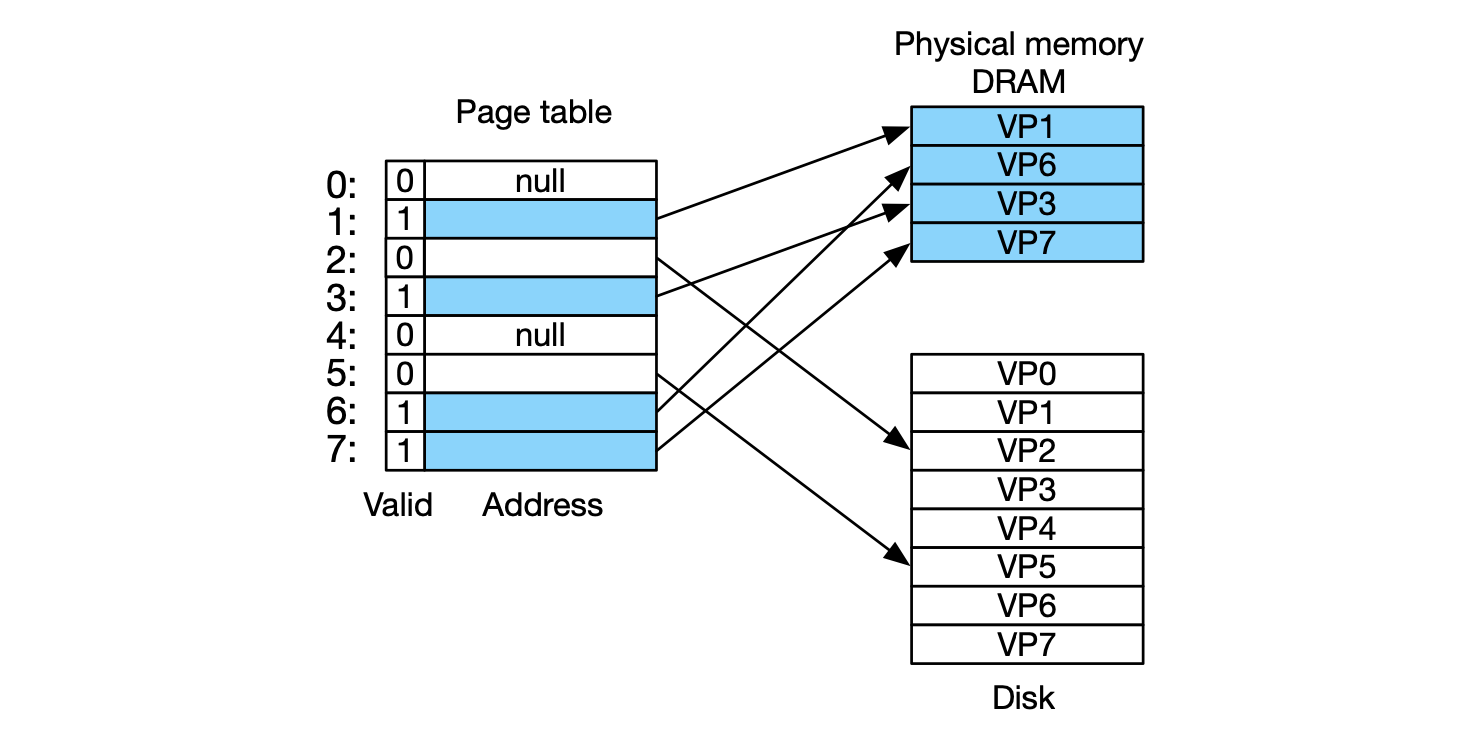 Physical memory
DRAM
Page table
0: 0 null
1: 1
2: 0
3: 1
4: 0 null
5: 0
6: 1
7: 1
Valid Address
VP1
VP6
VP3
VP7
VP0
VP1
VP2
VP3
VP4
VP5
VP6
VP7
Disk